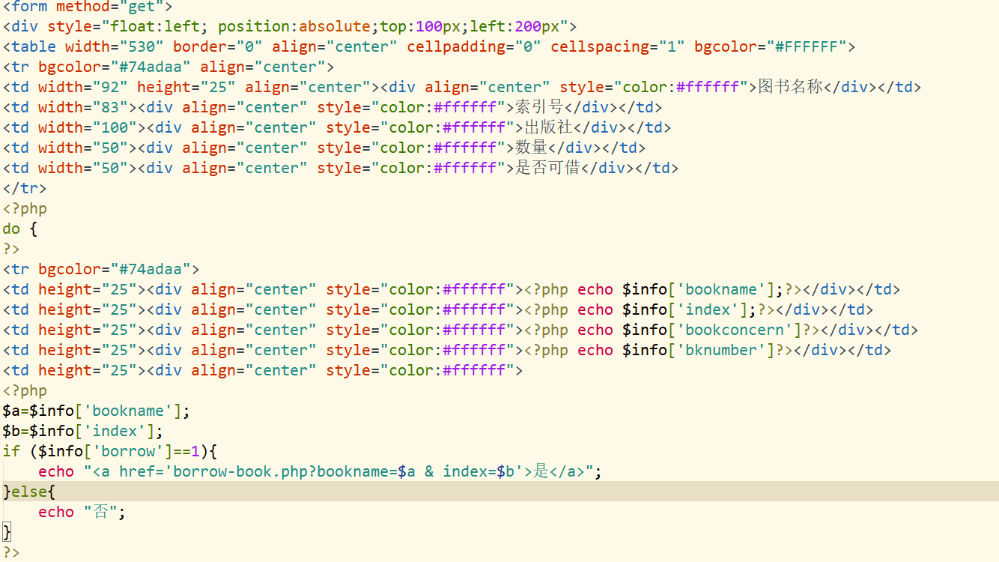 <form method="get">
<div style="float:left; position:absolute;top:100px;left:200px">
<table width="530" border="0" align="center" cellpadding="0" cellspacing="1" bgcolor="#FFFFFF">
<tr bgcolor="#74adaa" align="center">
<td width="92" height="25" align="center"><div align="center" style="color:#ffffff">图书名称</div></td>
<td width="83"><div align="center" style="color:#ffffff">索引号</div></td>
<td width="100"><div align="center" style="color:#ffffff">出版社</div></td>
<td width="50"><div align="center" style="color:#ffffff">数量</div></td>
<td width="50"><div align="center" style="color:#ffffff">是否可借</div></td>
</tr>
<?php
do {
?>
<tr bgcolor="#74adaa">
<td height="25"><div align="center" style="color:#ffffff"><?php echo $info['bookname'];?></div></td>
<td height="25"><div align="center" style="color:#ffffff"><?php echo $info['index'];?></div></td>
<td height="25"><div align="center" style="color:#ffffff"><?php echo $info['bookconcern']?></div></td>
<td height="25"><div align="center" style="color:#ffffff"><?php echo $info['bknumber']?></div></td>
<td height="25"><div align="center" style="color:#ffffff">
<?php
$a=$info['bookname'];
$b=$info['index'];
if ($info['borrow']==1){
    echo "<a href='borrow-book.php?bookname=$a & index=$b'>是</a>";
}else{
    echo "否";
}
?>